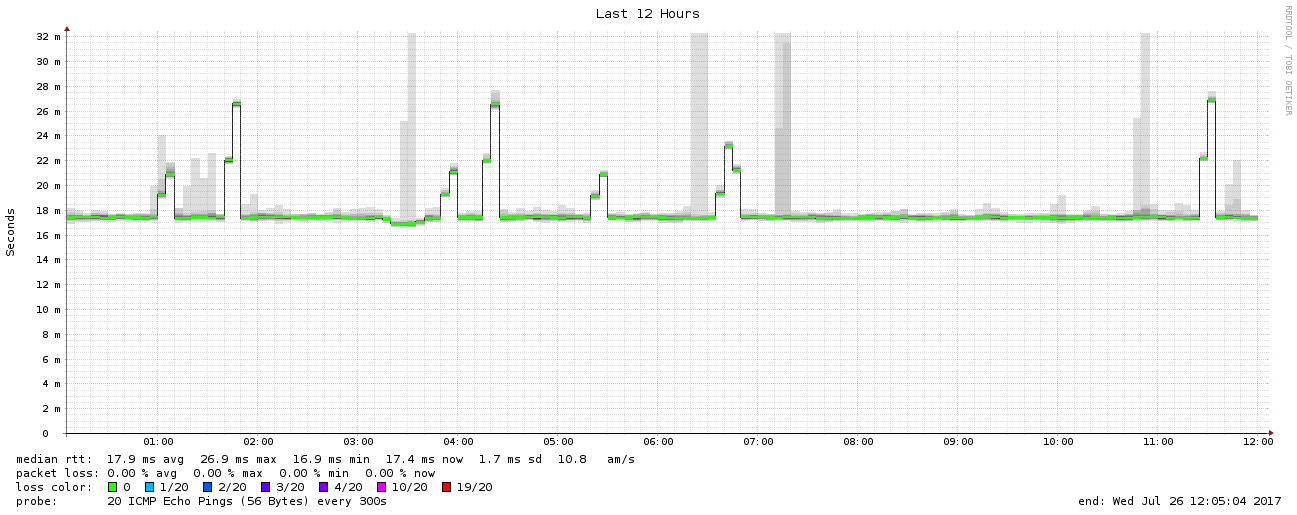 Last 12 Hours
RRDTOOL / TOBI OETIKER
Seconds
32 m
30 m
28 m
26 m
24 m
22 m
20 m
18 m
16 m
14 m
12 m
10 m
8 m
6 m
4 m
2 m
0
01:00 02:00 03:00 04:00 05:00 06:00 07:00 08:00 09:00 10:00 11:00 12:00
median rtt: 17.9 ms avg 26.9 ms max 16.9 ms min 17.4 ms now 1.7 ms sd 10.8 am/s
packet loss: 0.00 % avg 0.00 % max 0.00 % min 0.00 % now
loss color: 0 1/20 2/20 3/20 4/20 10/20 19/20
probe: 20 ICMP Echo Pings (56 Bytes) every 300s end: Wed Jul 26 12:05:04 2017